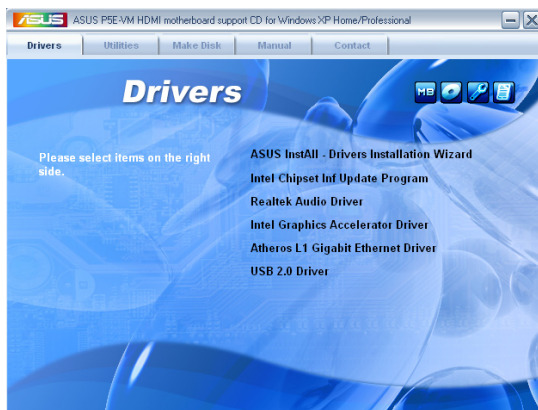 ASUS ASUS P5E-VM HDMI motherboard support CD for Windows XP Home/Professional
Drivers Utilities Make Disk Manual Contact
Drivers
MB
Please select items on the right
side.
ASUS InstAll - Drivers Installation Wizard
Intel Chipset Inf Update Program
Realtek Audio Driver
Intel Graphics Accelerator Driver
Atheros L1 Gigabit Ethernet Driver
USB 2.0 Driver